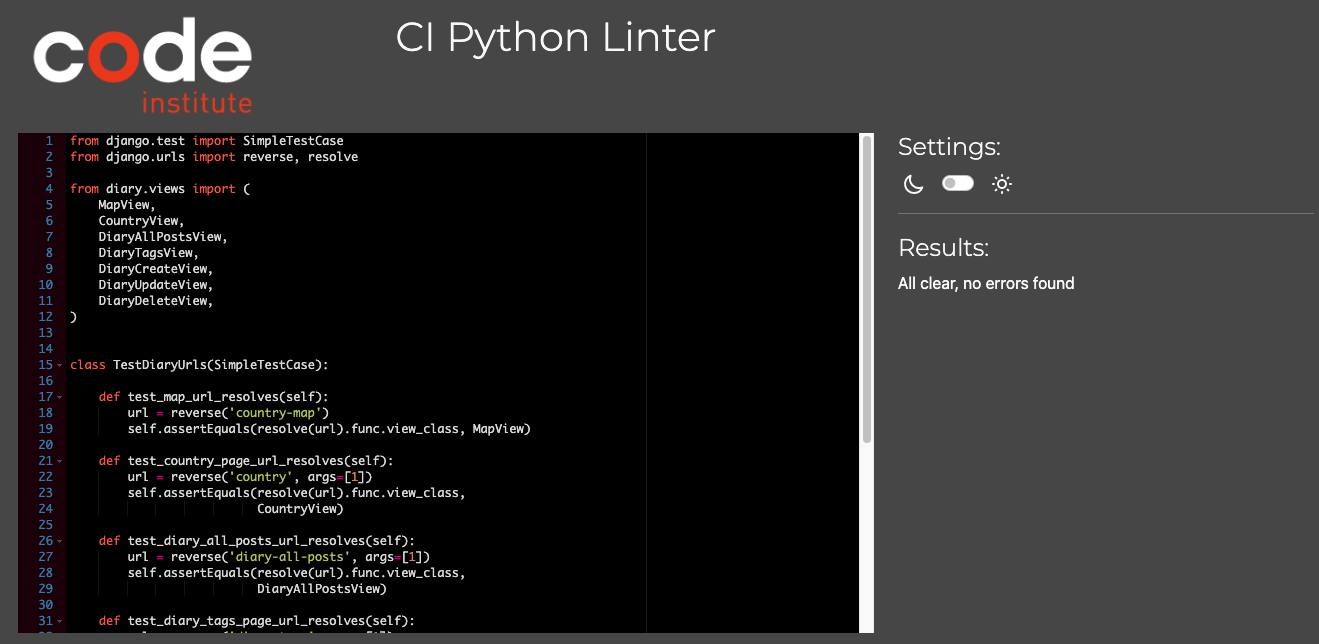 code
institute
CI Python Linter
1 from django.test import SimpleTestCase
2 from django.urls import reverse, resolve
3
4 from diary.views import (
5     MapView,
6     CountryView,
7     DiaryAllPostsView,
8     DiaryTagsView,
9     DiaryCreateView,
10     DiaryUpdateView,
11     DiaryDeleteView,
12 )
13
14
15 class TestDiaryUrls(SimpleTestCase):
16
17     def test_map_url_resolves(self):
18         url = reverse('country-map')
19         self.assertEquals(resolve(url).func.view_class, MapView)
20
21     def test_country_page_url_resolves(self):
22         url = reverse('country', args=[1])
23         self.assertEquals(resolve(url).func.view_class,
24                           CountryView)
25
26     def test_diary_all_posts_url_resolves(self):
27         url = reverse('diary-all-posts', args=[1])
28         self.assertEquals(resolve(url).func.view_class,
29                           DiaryAllPostsView)
30
31     def test_diary_tags_page_url_resolves(self):
Settings:
Results:
All clear, no errors found